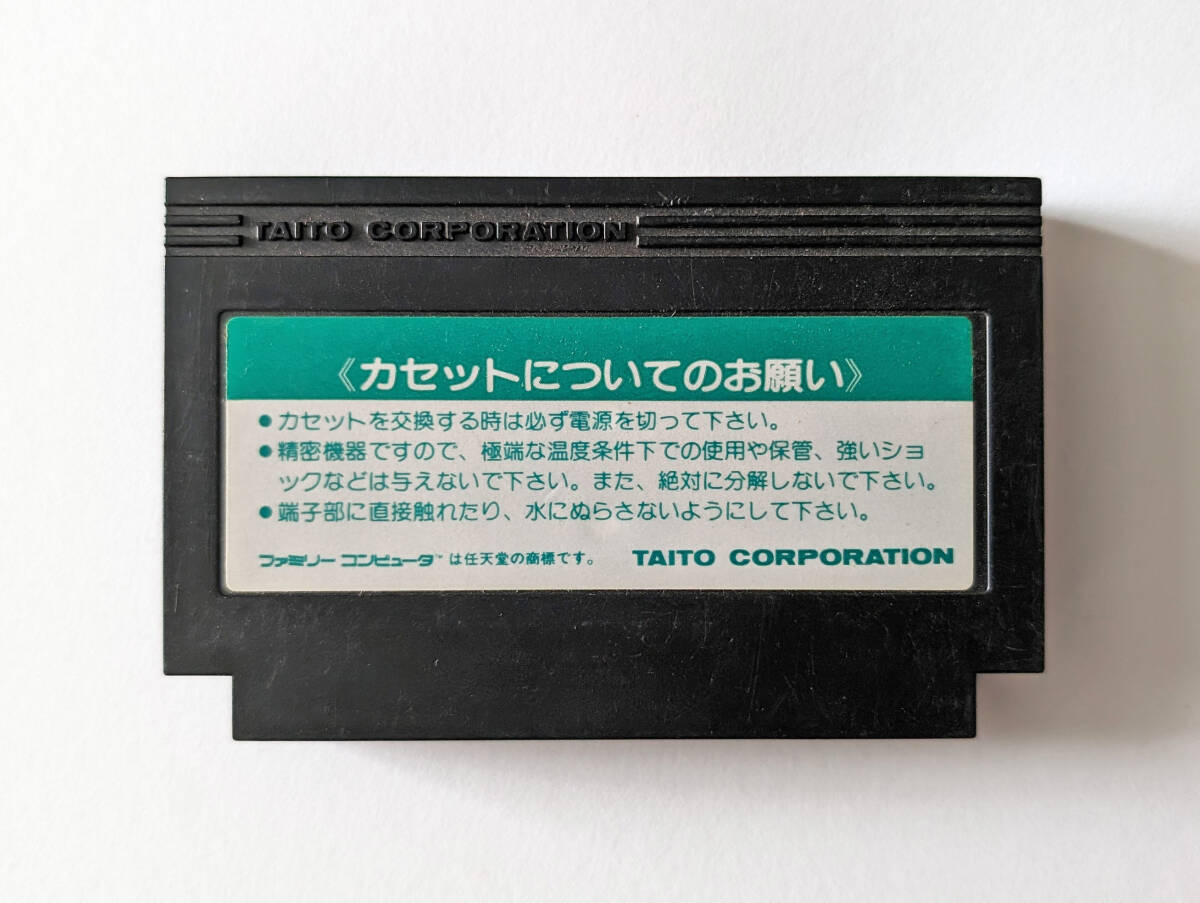 TAITO CORPORATION
《カセットについてのお願い》
●カセットを交換する時は必ず電源を切って下さい。
●精密機器ですので、極端な温度条件下での使用や保管、強いショ
ックなどは与えないで下さい。また、絶対に分解しないで下さい。
●端子部に直接触れたり、水にぬらさないようにして下さい。
ファミリーコンピュータ™は任天堂の商標です。 TAITO CORPORATION